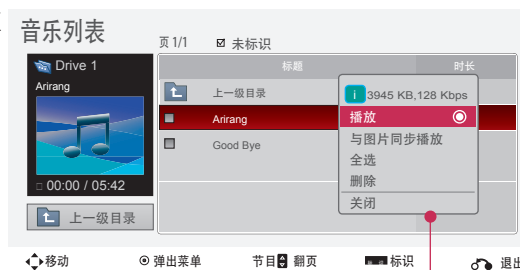 音乐列表
页 1/1 未标识
Drive 1
Arirang
00:00 / 05:42
上一级目录
标题 时长
上一级目录
Arirang
Good Bye
3945 KB,128 Kbps
播放
与图片同步播放
全选
删除
关闭
移动 弹出菜单 节目 翻页 标识 退出